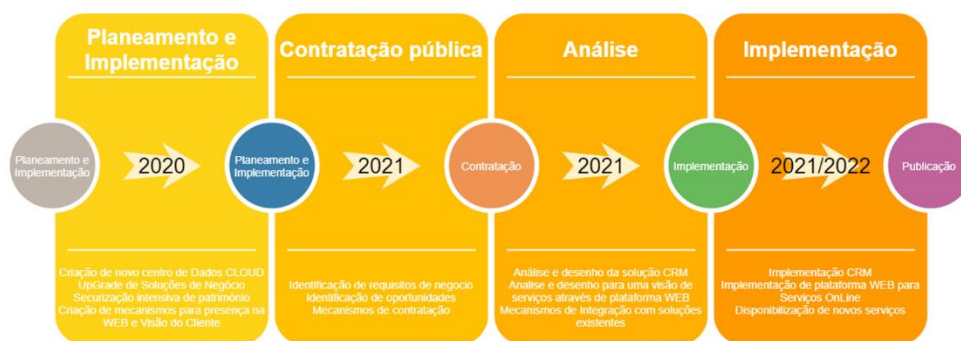 Planeamento e
Implementação
Contratação pública
Análise
Implementação
Planeamento e
Implementação
2020
Planeamento e
Implementação
2021
Contratação
2021
Implementação
2021/2022
Publicação
Criação de novo centro de Dados CLOUD
UpGrade de Soluções de Negócio
Securização intensiva de património
Criação de mecanismos para presença na
WEB e Visão do Cliente
Identificação de requisitos de negocio
Identificação de oportunidades
Mecanismos de contratação
Análise e desenho da solução CRM
Analise e desenho para uma visão de
serviços através de plataforma WEB
Mecanismos de Integração com soluções
existentes
Implementação CRM
Implementação de plataforma WEB para
Serviços OnLine
Disponibilização de novos serviços